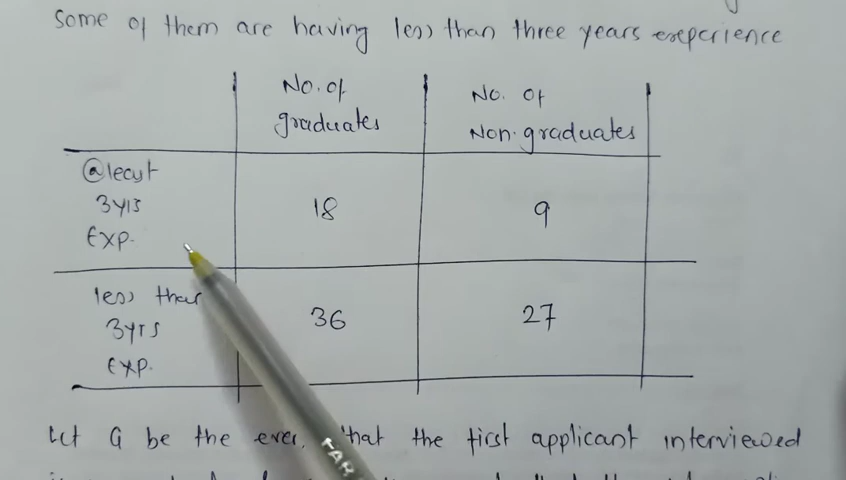 some of them are having less than three years experience
No. of
graduates
No. of
Non-graduates
@least
3yrs
Exp.
18
9
less than
3yrs
Exp.
36
27
let G be the that the first applicant interviewed